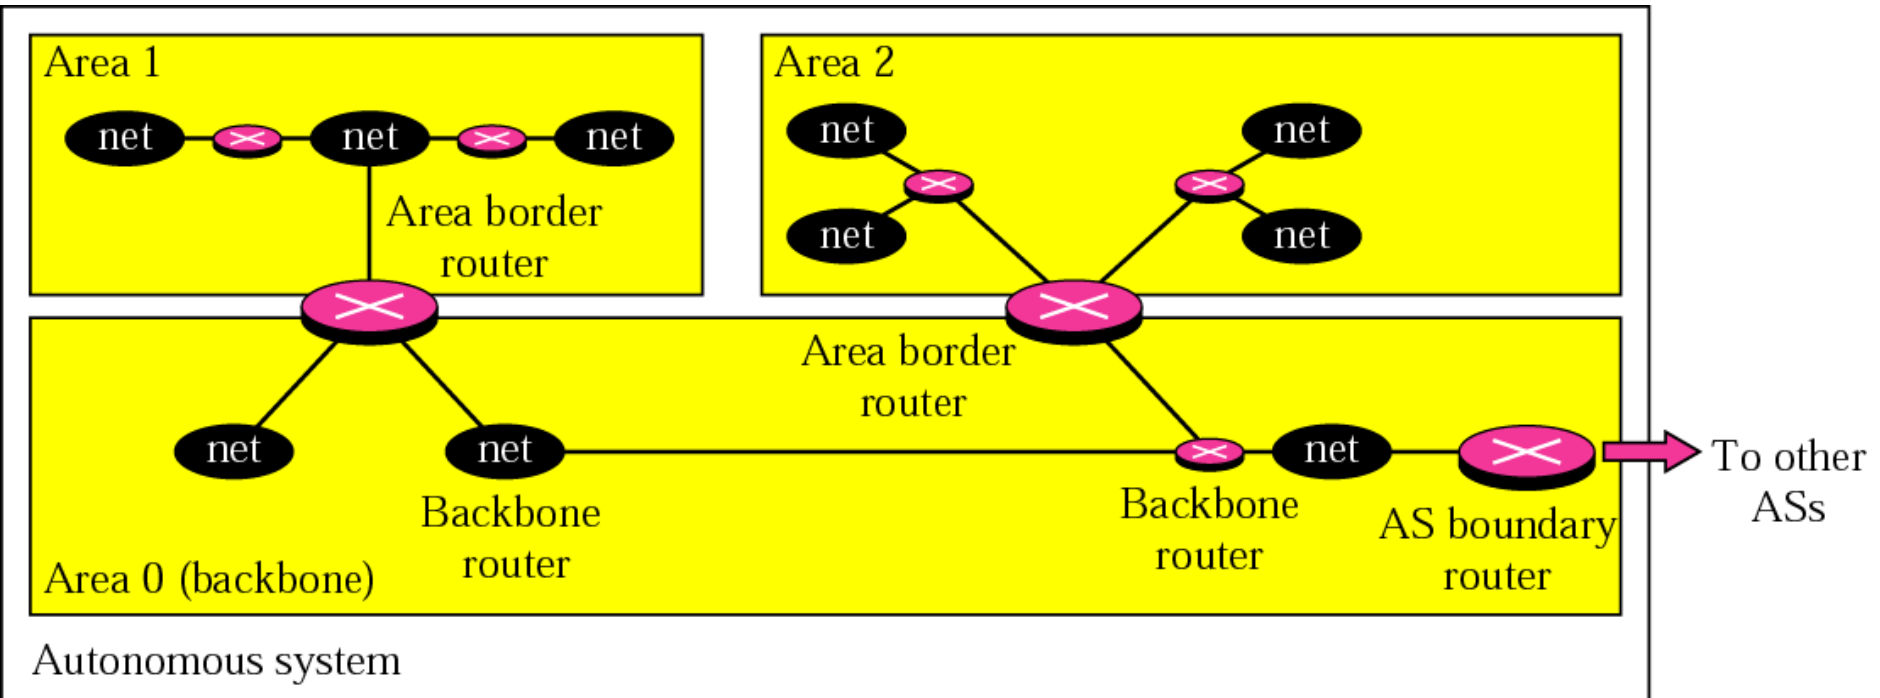 Area 1
net
net
net
Area border
router
Area 2
net
net
net
net
Area border
router
net
net
Backbone
router
net
Backbone
router
AS boundary
router
To other
ASs
Area 0 (backbone)
Autonomous system